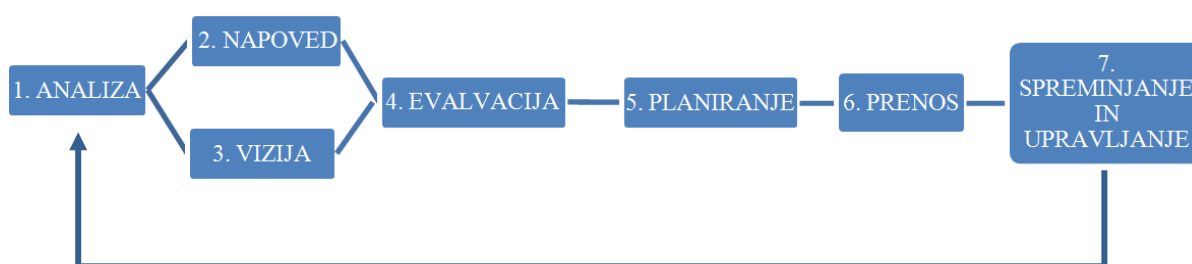 1. ANALIZA
2. NAPOVED
3. VIZIJA
4. EVALVACIJA
5. PLANIRANJE
6. PRENOS
7.
SPREMINJANJE
IN
UPRAVLJANJE